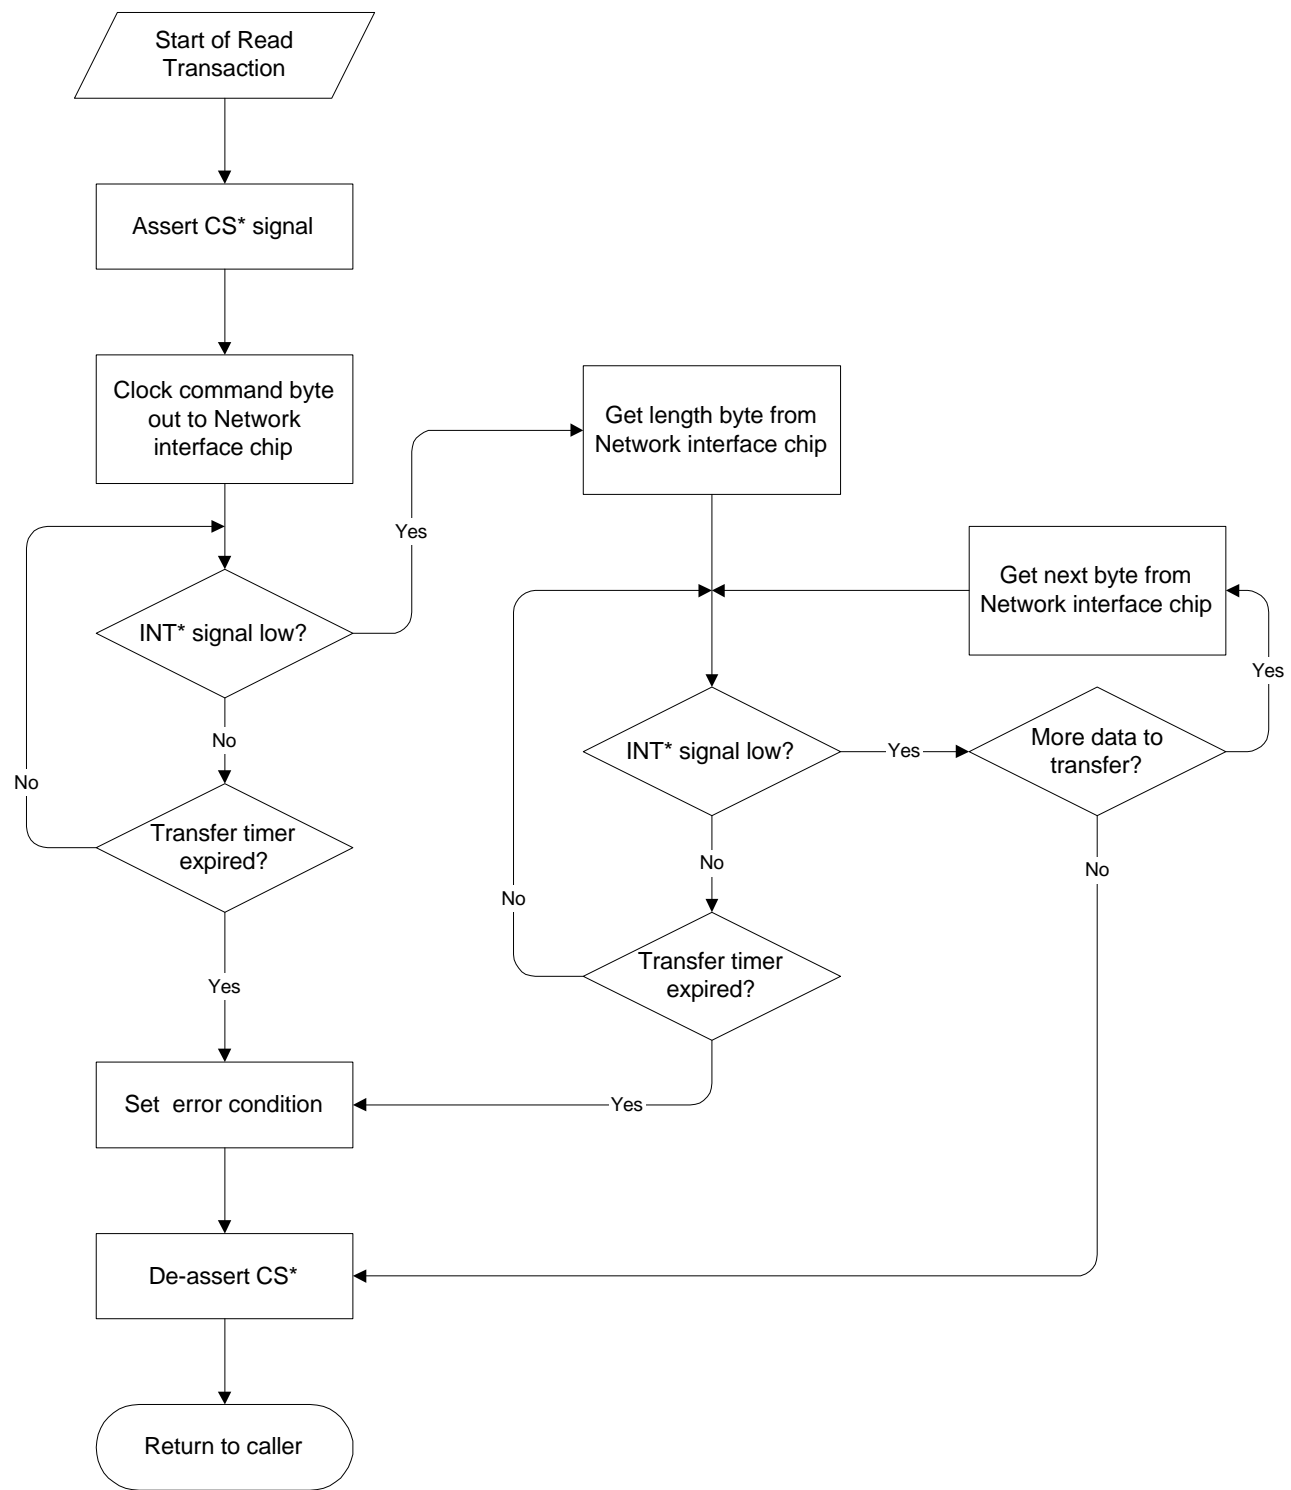 Start of Read
Transaction
Assert CS* signal
Clock command byte
out to Network
interface chip
Get length byte from
Network interface chip
Yes
Get next byte from
Network interface chip
INT* signal low?
Yes
No
INT* signal low?
Yes
More data to
transfer?
No
Transfer timer
expired?
No
No
No
Transfer timer
expired?
Yes
Set  error condition
Yes
De-assert CS*
Return to caller